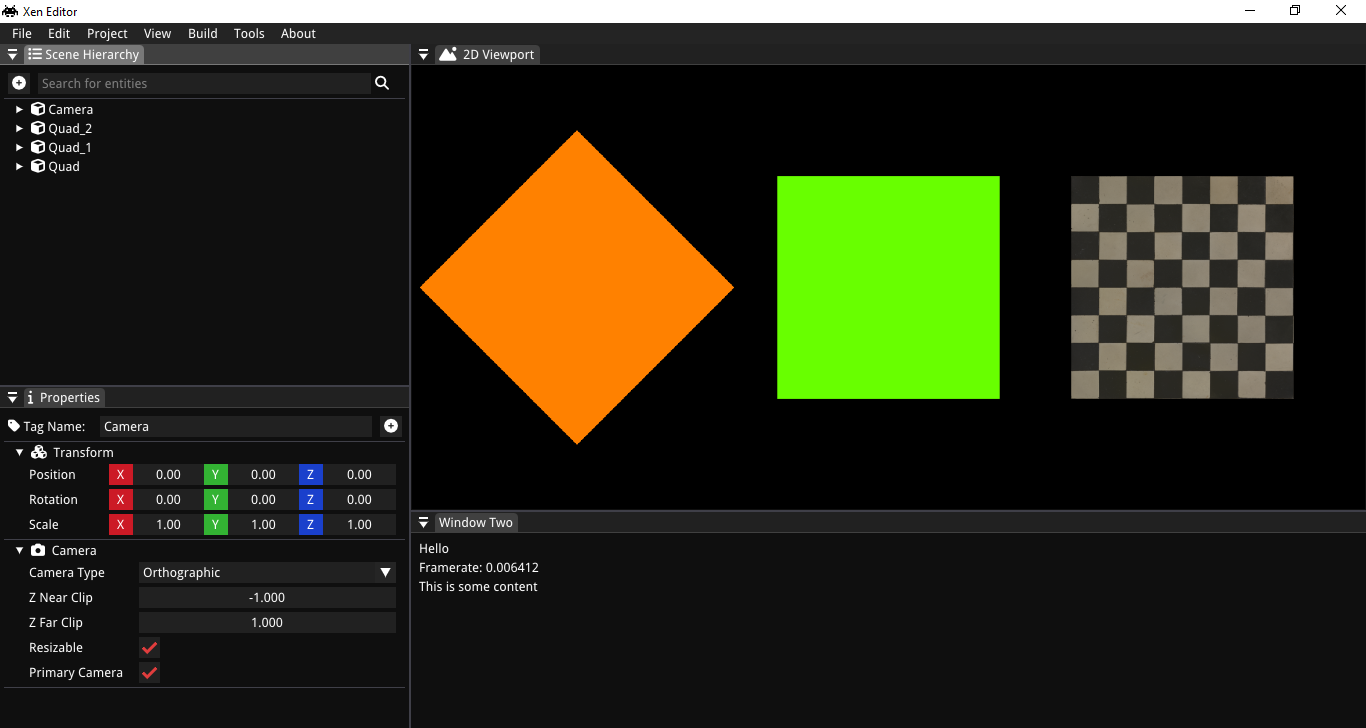 Xen Editor
File Edit Project View Build Tools About
Scene Hierarchy
Search for entities
Camera
Quad_2
Quad_1
Quad
Properties
Tag Name: Camera
Transform
Position X 0.00 Y 0.00 Z 0.00
Rotation X 0.00 Y 0.00 Z 0.00
Scale X 1.00 Y 1.00 Z 1.00
Camera
Camera Type Orthographic
Z Near Clip -1.000
Z Far Clip 1.000
Resizable
Primary Camera
2D Viewport
Window Two
Hello
Framerate: 0.006412
This is some content